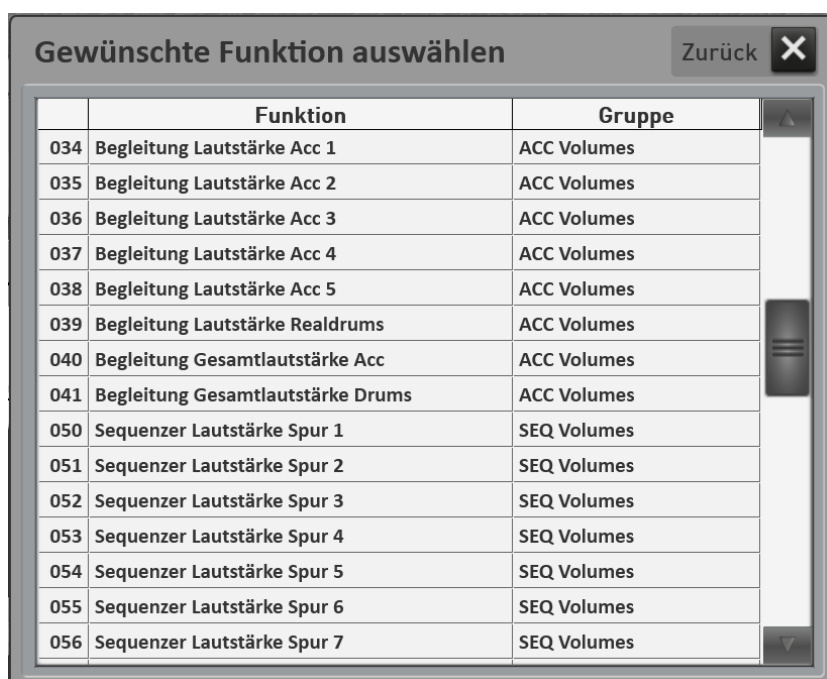 Gewünschte Funktion auswählen Zurück
Funktion Gruppe
034 Begleitung Lautstärke Acc 1 ACC Volumes
035 Begleitung Lautstärke Acc 2 ACC Volumes
036 Begleitung Lautstärke Acc 3 ACC Volumes
037 Begleitung Lautstärke Acc 4 ACC Volumes
038 Begleitung Lautstärke Acc 5 ACC Volumes
039 Begleitung Lautstärke Realdrums ACC Volumes
040 Begleitung Gesamtlautstärke Acc ACC Volumes
041 Begleitung Gesamtlautstärke Drums ACC Volumes
050 Sequenzer Lautstärke Spur 1 SEQ Volumes
051 Sequenzer Lautstärke Spur 2 SEQ Volumes
052 Sequenzer Lautstärke Spur 3 SEQ Volumes
053 Sequenzer Lautstärke Spur 4 SEQ Volumes
054 Sequenzer Lautstärke Spur 5 SEQ Volumes
055 Sequenzer Lautstärke Spur 6 SEQ Volumes
056 Sequenzer Lautstärke Spur 7 SEQ Volumes